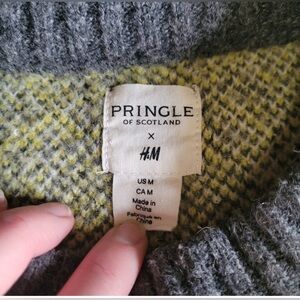 PRINGLE
OF SCOTLAND
X
H&M
US M
CA M
Made in
China
Fabriqué en
Chine